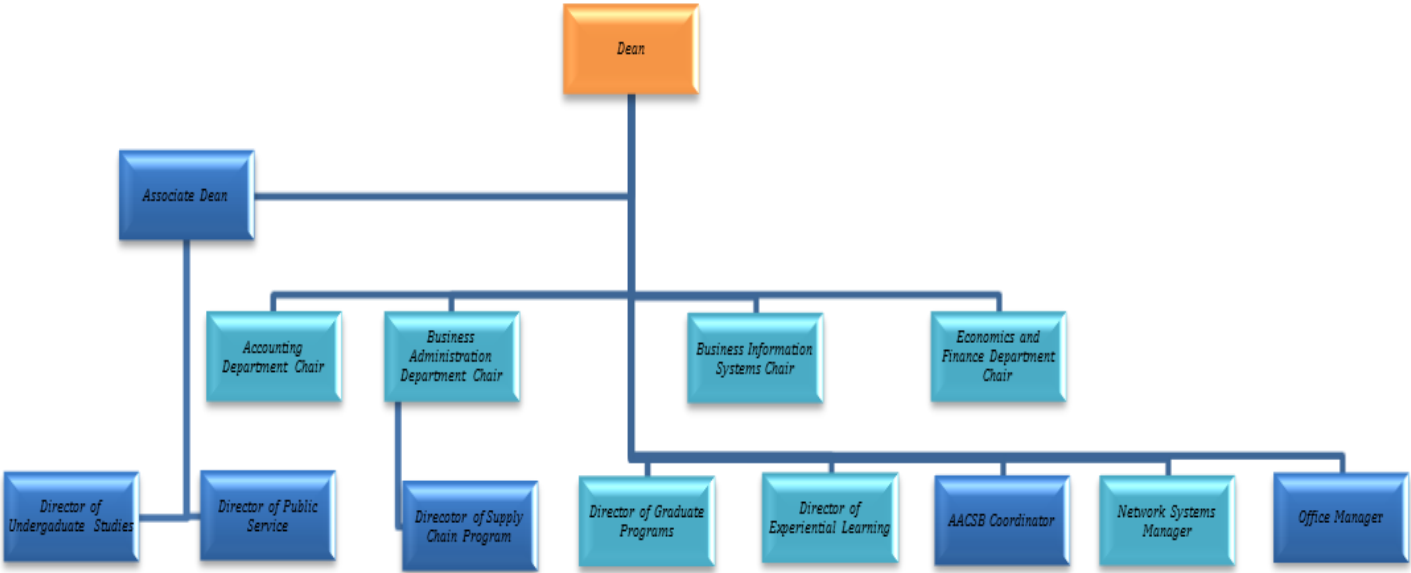 Dean
Associate Dean
Accounting
Department Chair
Business
Administration
Department Chair
Business Information
Systems Chair
Economics and
Finance Department
Chair
Director of
Undergaduate Studies
Director of Public
Service
Direcotor of Supply
Chain Program
Director of Graduate
Programs
Director of
Experiential Learning
AACSB Coordinator
Network Systems
Manager
Office Manager